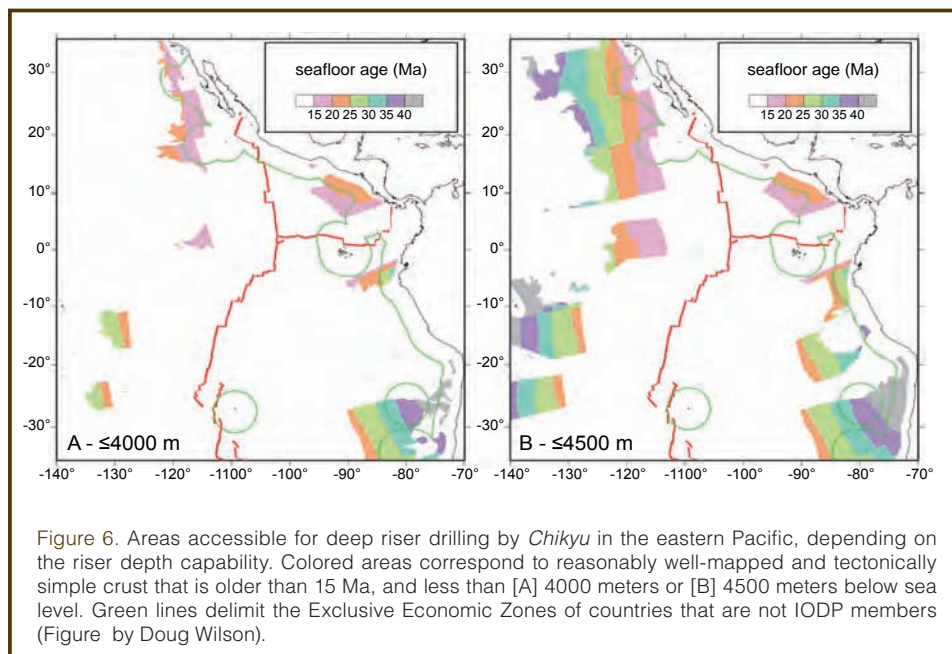 seafloor age (Ma)
15 20 25 30 35 40
seafloor age (Ma)
15 20 25 30 35 40
30°
20°
10°
0°
-10°
-20°
-30°
30°
20°
10°
0°
-10°
-20°
-30°
A - ≤4000 m
B - ≤4500 m
-140 -130° -120° -1100° -100° -90° -80° -70
-140 -130° -120° -1100° -100° -90° -80° -70
Figure 6. Areas accessible for deep riser drilling by Chikyu in the eastern Pacific, depending on
the riser depth capability. Colored areas correspond to reasonably well-mapped and tectonically
simple crust that is older than 15 Ma, and less than [A] 4000 meters or [B] 4500 meters below sea
level. Green lines delimit the Exclusive Economic Zones of countries that are not IODP members
(Figure by Doug Wilson).